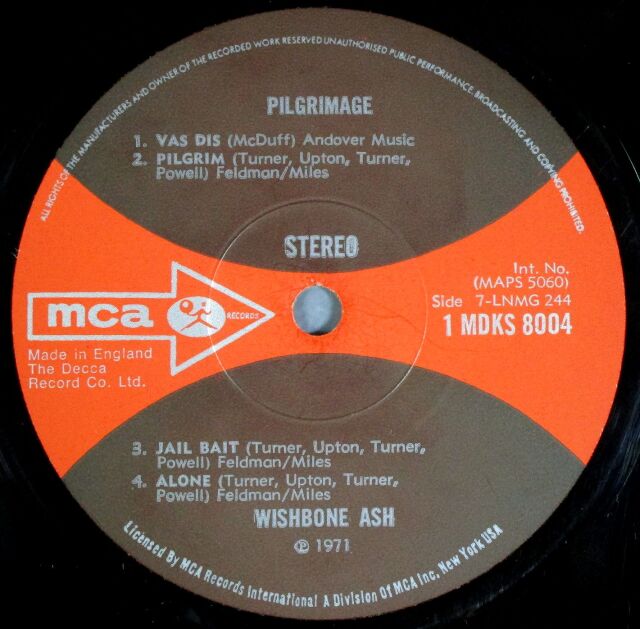 ALL RIGHTS OF THE MANUFACTURERS AND OWNER OF THE RECORDED WORK RESERVED UNAUTHORISED PUBLIC PERFORMANCE, BROADCASTING AND COPYING PROHIBITED.
PILGRIMAGE
1. VAS DIS (McDuff) Andover Music
2. PILGRIM (Turner, Upton, Turner,
Powell) Feldman/Miles
STEREO
Int. No.
(MAPS 5060)
Side 7-LNMG 244
1 MDKS 8004
mca RECORDS
Made in England
The Decca
Record Co. Ltd.
3. JAIL BAIT (Turner, Upton, Turner,
Powell) Feldman/Miles
4. ALONE (Turner, Upton, Turner,
Powell) Feldman/Miles
WISHBONE ASH
℗ 1971
Licensed By MCA Records International A Division Of MCA Inc. New York USA